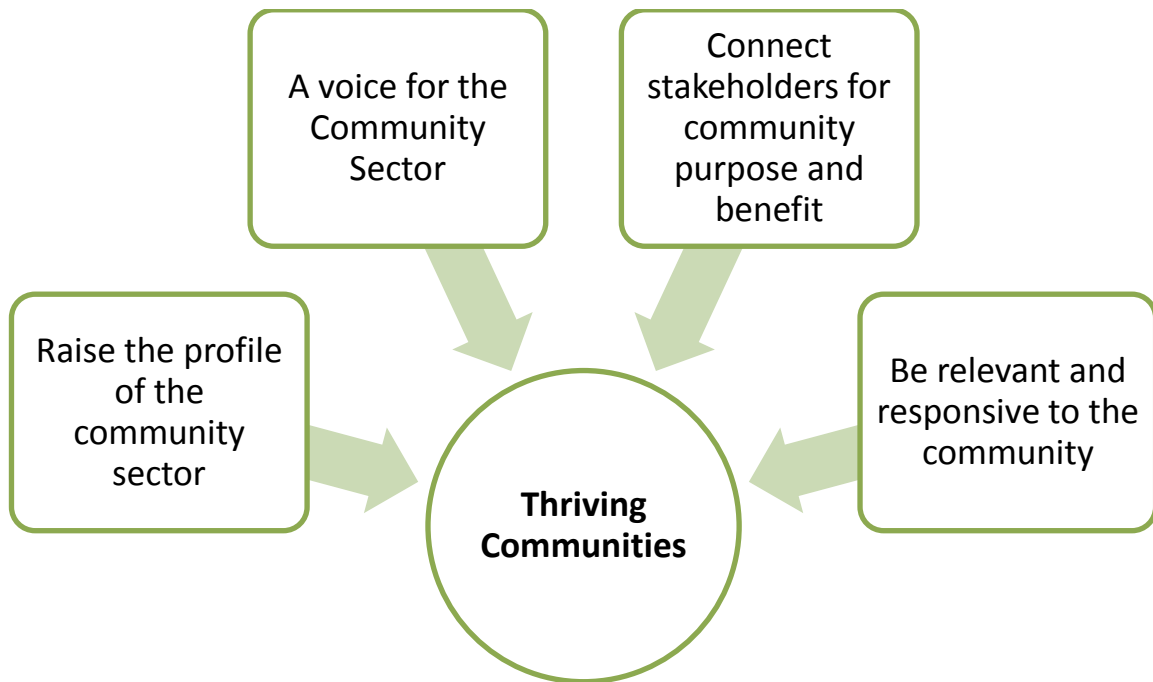 A voice for the
Community
Sector
Connect
stakeholders for
community
purpose and
benefit
Raise the profile
of the
community
sector
Be relevant and
responsive to the
community
Thriving
Communities